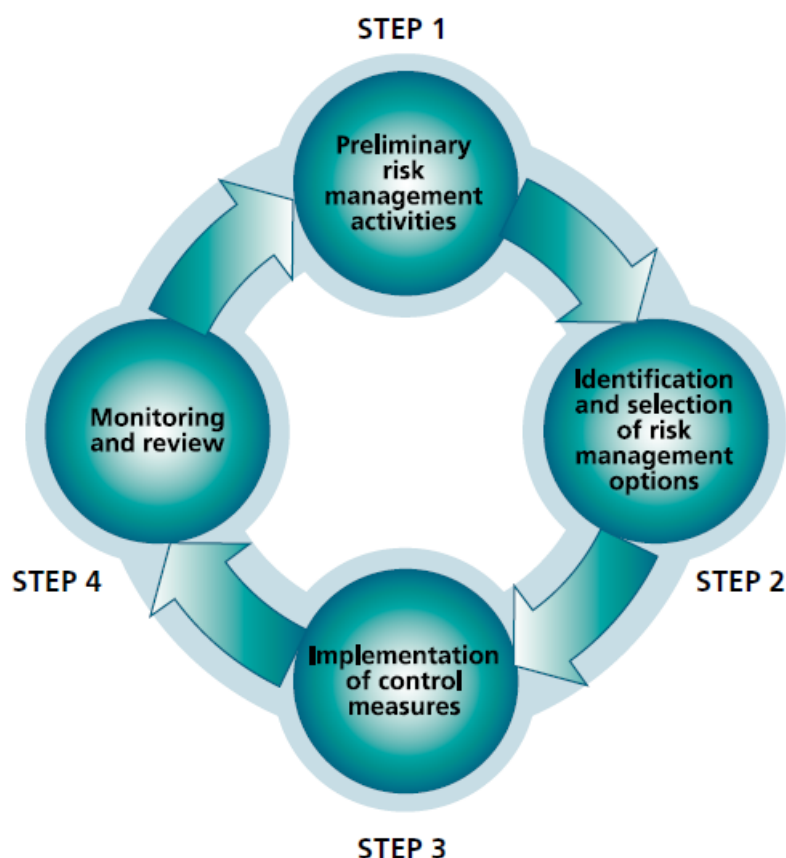 STEP 1
Preliminary
risk
management
activities
Identification
and selection
of risk
management
options
STEP 2
Implementation
of control
measures
STEP 3
Monitoring
and review
STEP 4